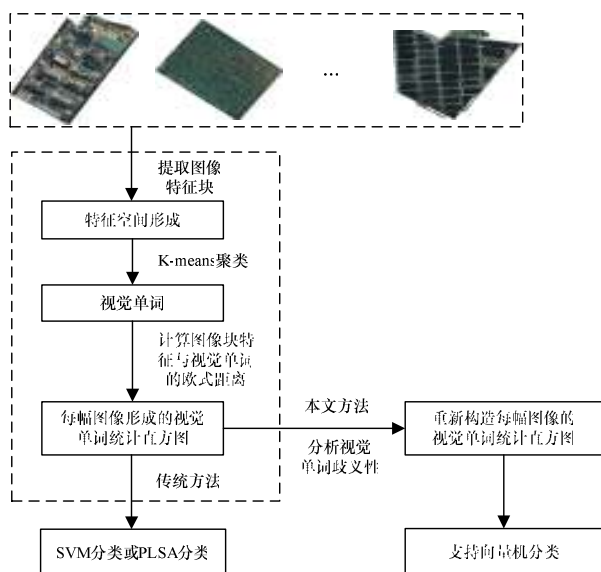 ...
提取图像
特征块
特征空间形成
K-means聚类
视觉单词
计算图像块特
征与视觉单词
的欧式距离
每幅图像形成的视觉
单词统计直方图
本文方法
分析视觉
单词歧义性
重新构造每幅图像的
视觉单词统计直方图
传统方法
SVM分类或PLSA分类
支持向量机分类